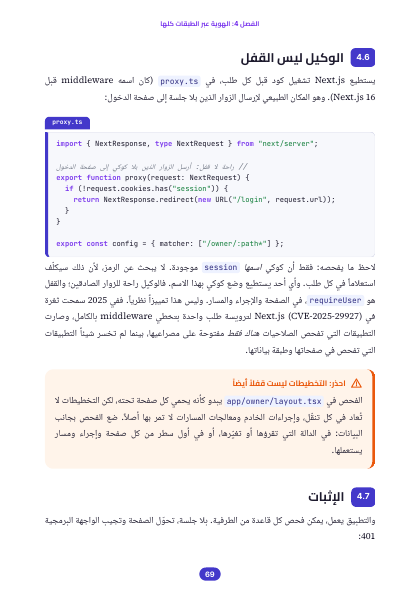 الفصل 4: الهوية عبر الطبقات كلها
4.6 الوكيل ليس القفل
يستطيع Next.js تشغيل كود قبل كل طلب، في proxy.ts (كان اسمه middleware قبل
Next.js 16). وهو المكان الطبيعي لإرسال الزوار الذين بلا جلسة إلى صفحة الدخول:
proxy.ts
import { NextResponse, type NextRequest } from "next/server";
// راحة لا قفل: أرسل الزوار الذين بلا كوكي إلى صفحة الدخول
export function proxy(request: NextRequest) {
if (!request.cookies.has("session")) {
return NextResponse.redirect(new URL("/login", request.url));
}
}
export const config = { matcher: ["/owner/:path*"] };
لاحظ ما يفحصه: فقط أن كوكي اسمها session موجودة. لا يبحث عن الرمز، لأن ذلك سيكلّف
استعلاماً في كل طلب. وأي أحد يستطيع وضع كوكي بهذا الاسم. فالوكيل راحة للزوار الصادقين؛ والقفل
هو requireUser، في الصفحة والإجراء والمسار. وليس هذا تمييزاً نظرياً. ففي 2025 سمحت ثغرة
في Next.js (CVE-2025-29927) لترويسة طلب واحدة بتخطي middleware بالكامل، وصارت
التطبيقات التي تفحص الصلاحيات هناك فقط مفتوحة على مصراعيها، بينما لم تخسر شيئاً التطبيقات
التي تفحص في صفحاتها وطبقة بياناتها.
احذر: التخطيطات ليست قفلاً أيضاً
الفحص في app/owner/layout.tsx يبدو كأنه يحمي كل صفحة تحته، لكن التخطيطات لا
تُعاد في كل تنقّل، وإجراءات الخادم ومعالجات المسارات لا تمر بها أصلاً. ضع الفحص بجانب
البيانات: في الدالة التي تقرؤها أو تغيّرها، أو في أول سطر من كل صفحة وإجراء ومسار
يستعملها.
4.7 الإثبات
والتطبيق يعمل، يمكن فحص كل قاعدة من الطرفية. بلا جلسة، تحوّل الصفحة وتجيب الواجهة البرمجية
401:
69